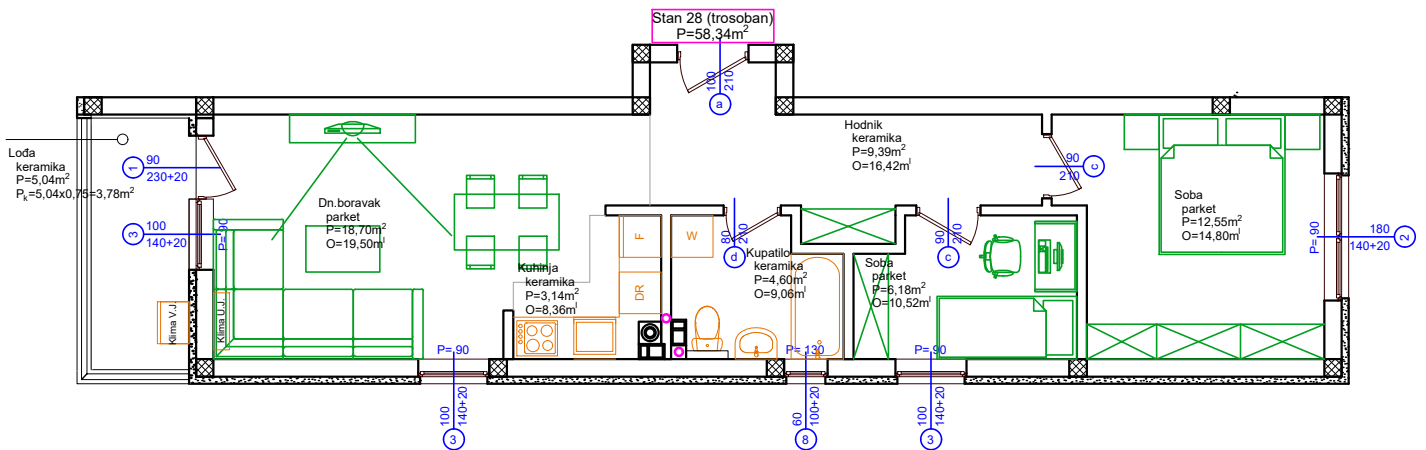 Stan 28 (trosoban)
P=58,34m²
100
210
a
Lođa
keramika
P=5,04m²
Pₖ=5,04x0,75=3,78m²
1
90
230+20
3
100
140+20
P= 90
Dn.boravak
parket
P=18,70m²
O=19,50mˡ
Hodnik
keramika
P=9,39m²
O=16,42mˡ
90
210
c
Soba
parket
P=12,55m²
O=14,80mˡ
P= 90
180
140+20
2
F
W
DR
Kuhinja
keramika
P=3,14m²
O=8,36mˡ
80
210
d
Kupatilo
keramika
P=4,60m²
O=9,06mˡ
90
210
c
Soba
parket
P=6,18m²
O=10,52mˡ
Klima V.J.
Klima U.J.
P= 90
100
140+20
3
P= 130
60
100+20
8
P= 90
100
140+20
3